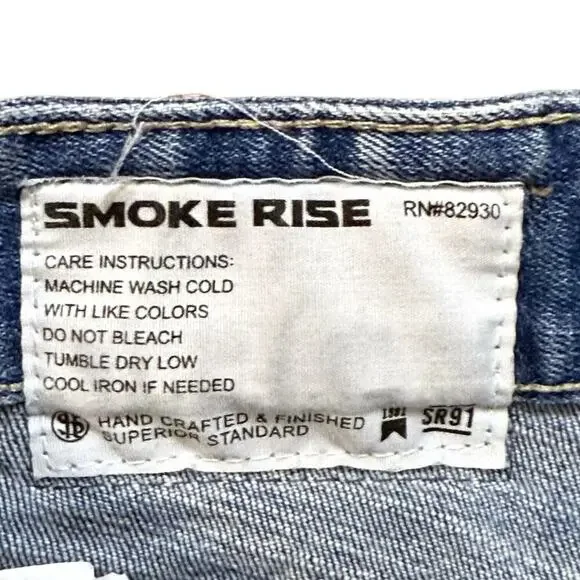 SMOKE RISE RN#82930
CARE INSTRUCTIONS:
MACHINE WASH COLD
WITH LIKE COLORS
DO NOT BLEACH
TUMBLE DRY LOW
COOL IRON IF NEEDED
HAND CRAFTED & FINISHED
SUPERIOR STANDARD
1991 SR91